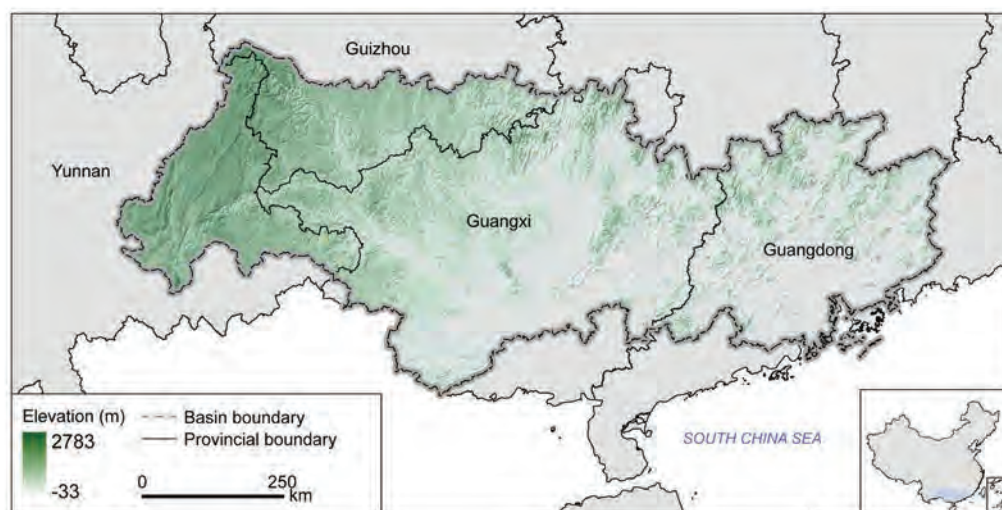 Guizhou
Yunnan
Guangxi
Guangdong
Elevation (m)
2783
-33
Basin boundary
Provincial boundary
0 250
km
SOUTH CHINA SEA